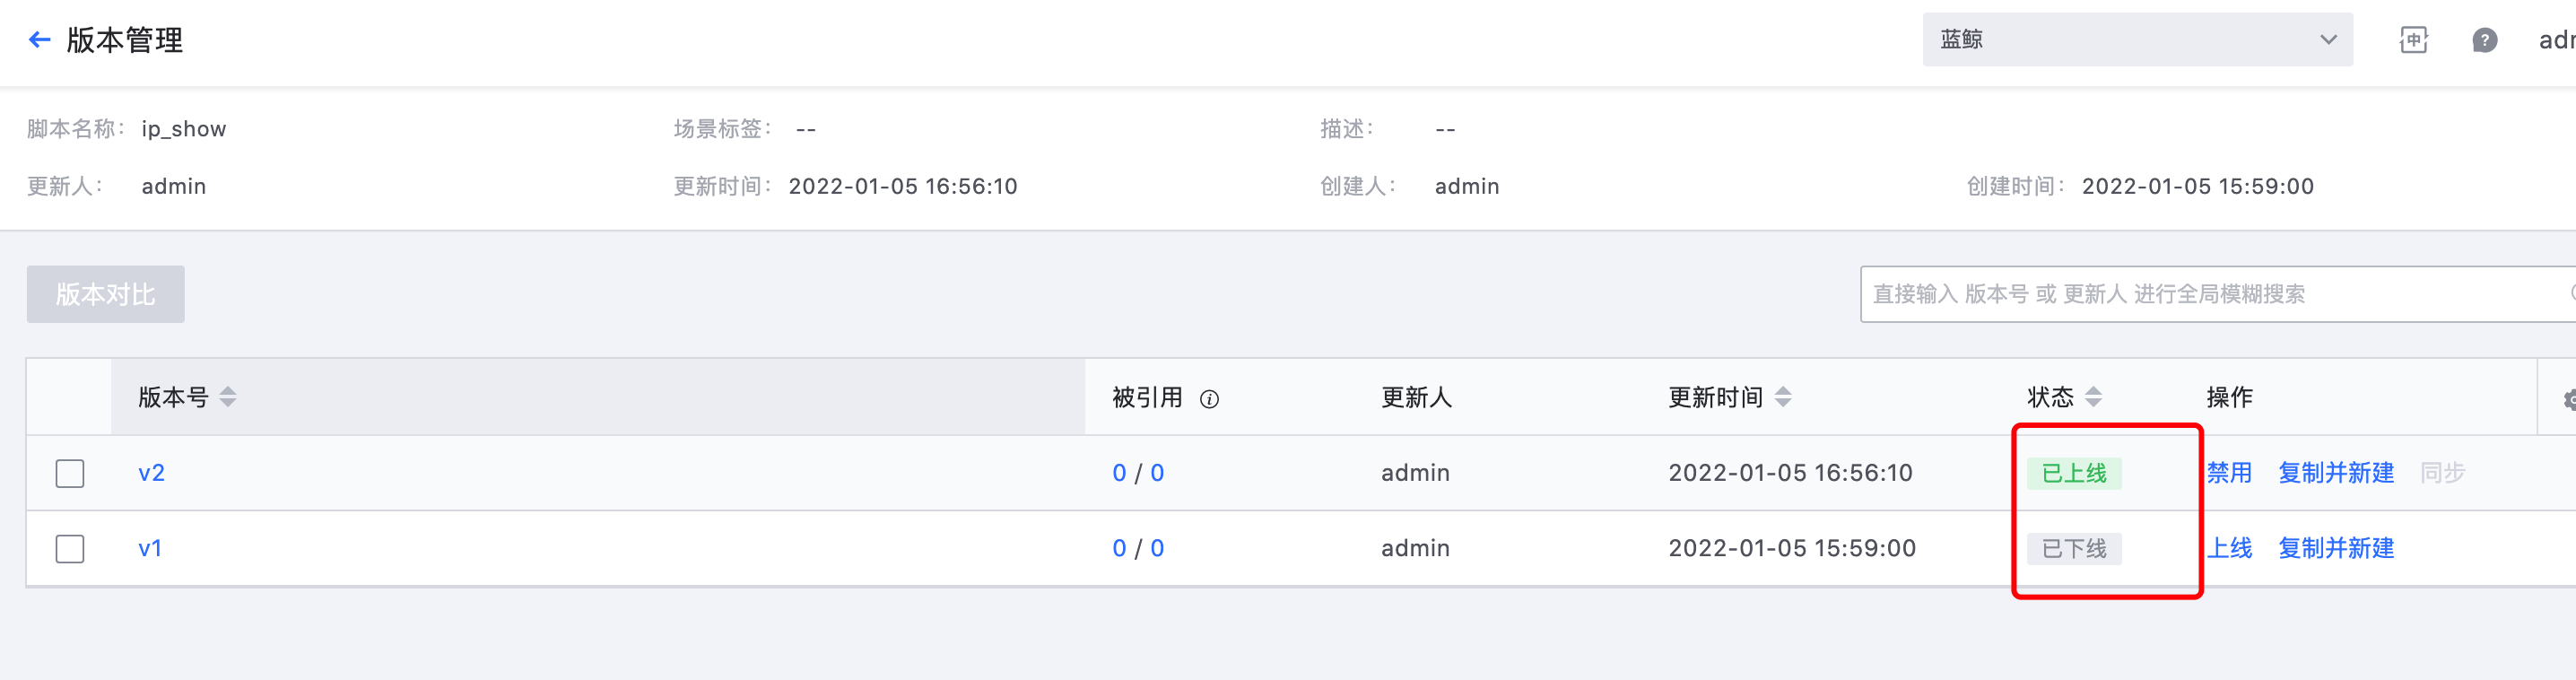 版本管理 蓝鲸 中 ? adm
脚本名称： ip_show 场景标签： -- 描述： --
更新人： admin 更新时间： 2022-01-05 16:56:10 创建人： admin 创建时间： 2022-01-05 15:59:00
版本对比 直接输入 版本号 或 更新人 进行全局模糊搜索
版本号 被引用 更新人 更新时间 状态 操作
v2 0 / 0 admin 2022-01-05 16:56:10 已上线 禁用 复制并新建 同步
v1 0 / 0 admin 2022-01-05 15:59:00 已下线 上线 复制并新建